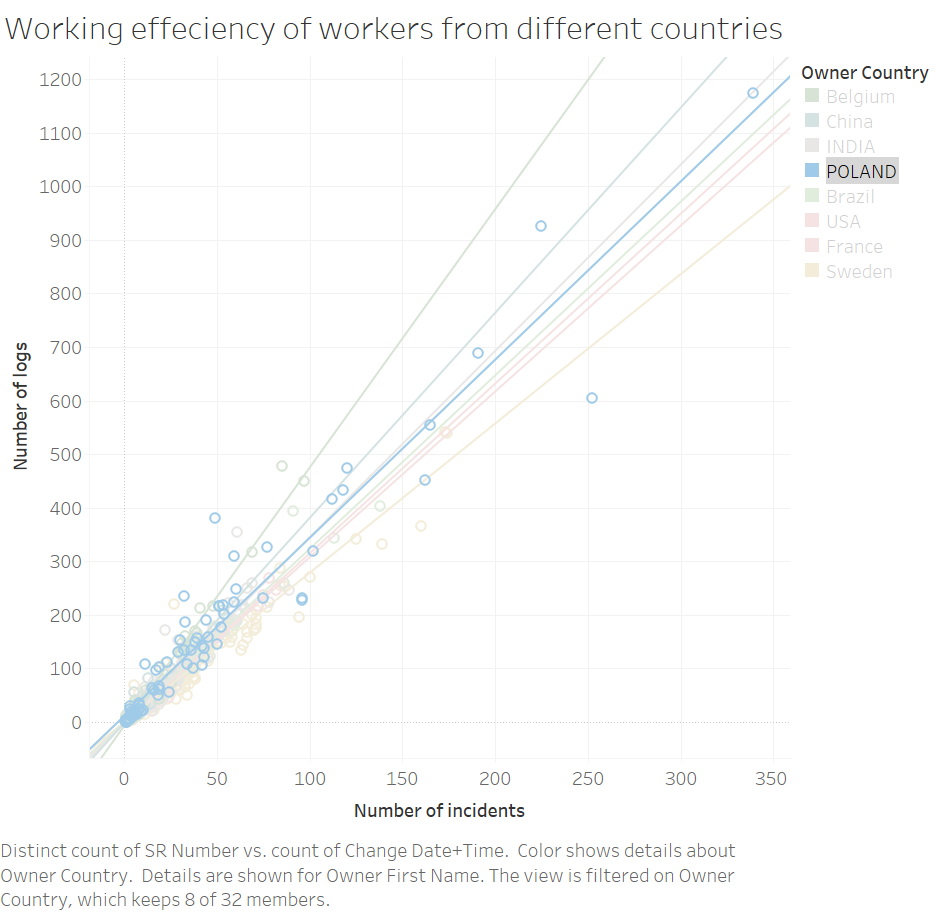 Working effeciency of workers from different countries
Owner Country
Belgium
China
INDIA
POLAND
Brazil
USA
France
Sweden
Number of logs
1200
1100
1000
900
800
700
600
500
400
300
200
100
0
0 50 100 150 200 250 300 350
Number of incidents
Distinct count of SR Number vs. count of Change Date+Time. Color shows details about
Owner Country. Details are shown for Owner First Name. The view is filtered on Owner
Country, which keeps 8 of 32 members.